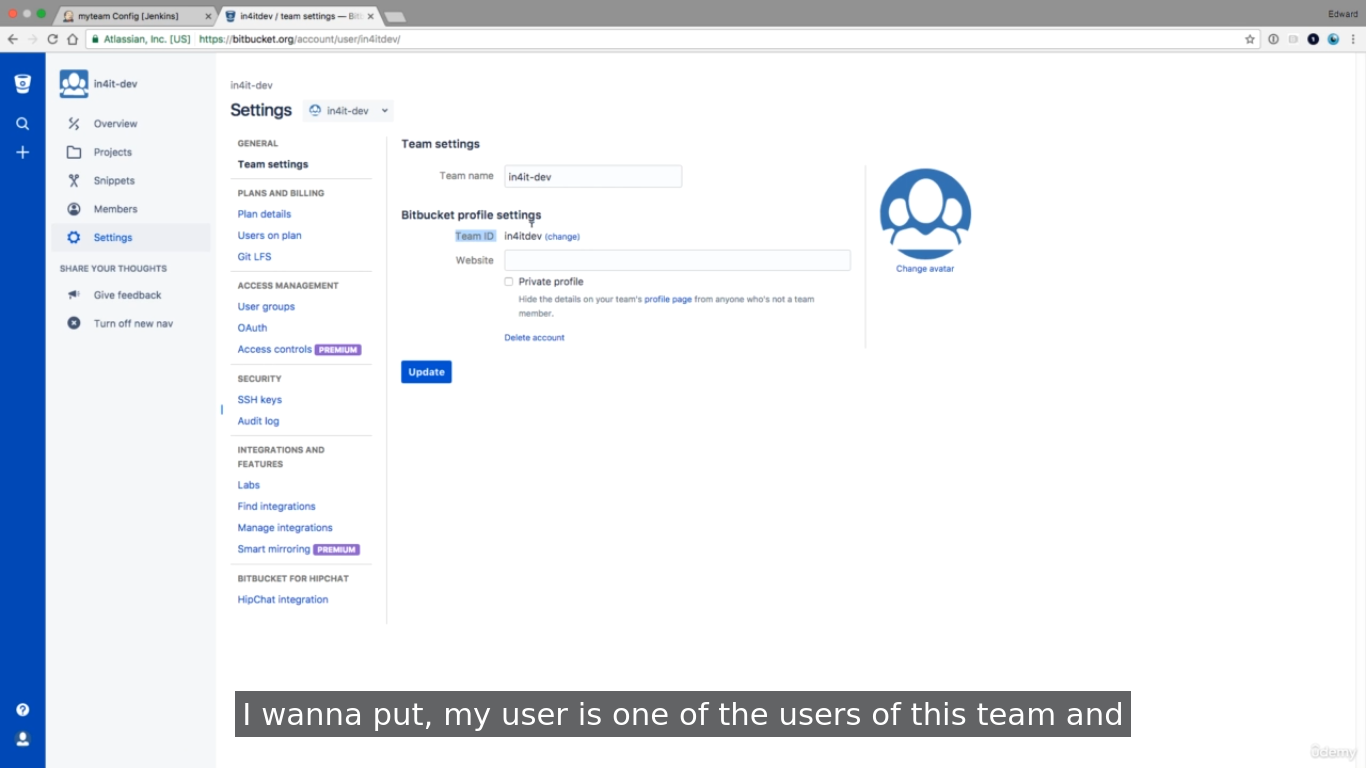 myteam Config [Jenkins]
in4itdev / team settings — Bitb
Edward
Atlassian, Inc. [US]
https://bitbucket.org/account/user/in4itdev/
in4it-dev
Overview
Projects
Snippets
Members
Settings
SHARE YOUR THOUGHTS
Give feedback
Turn off new nav
in4it-dev
Settings
in4it-dev
GENERAL
Team settings
PLANS AND BILLING
Plan details
Users on plan
Git LFS
ACCESS MANAGEMENT
User groups
OAuth
Access controls PREMIUM
SECURITY
SSH keys
Audit log
INTEGRATIONS AND
FEATURES
Labs
Find integrations
Manage integrations
Smart mirroring PREMIUM
BITBUCKET FOR HIPCHAT
HipChat integration
Team settings
Team name in4it-dev
Bitbucket profile settings
Team ID in4itdev (change)
Website
Private profile
Hide the details on your team's profile page from anyone who's not a team
member.
Delete account
Update
Change avatar
I wanna put, my user is one of the users of this team and
ûdemy